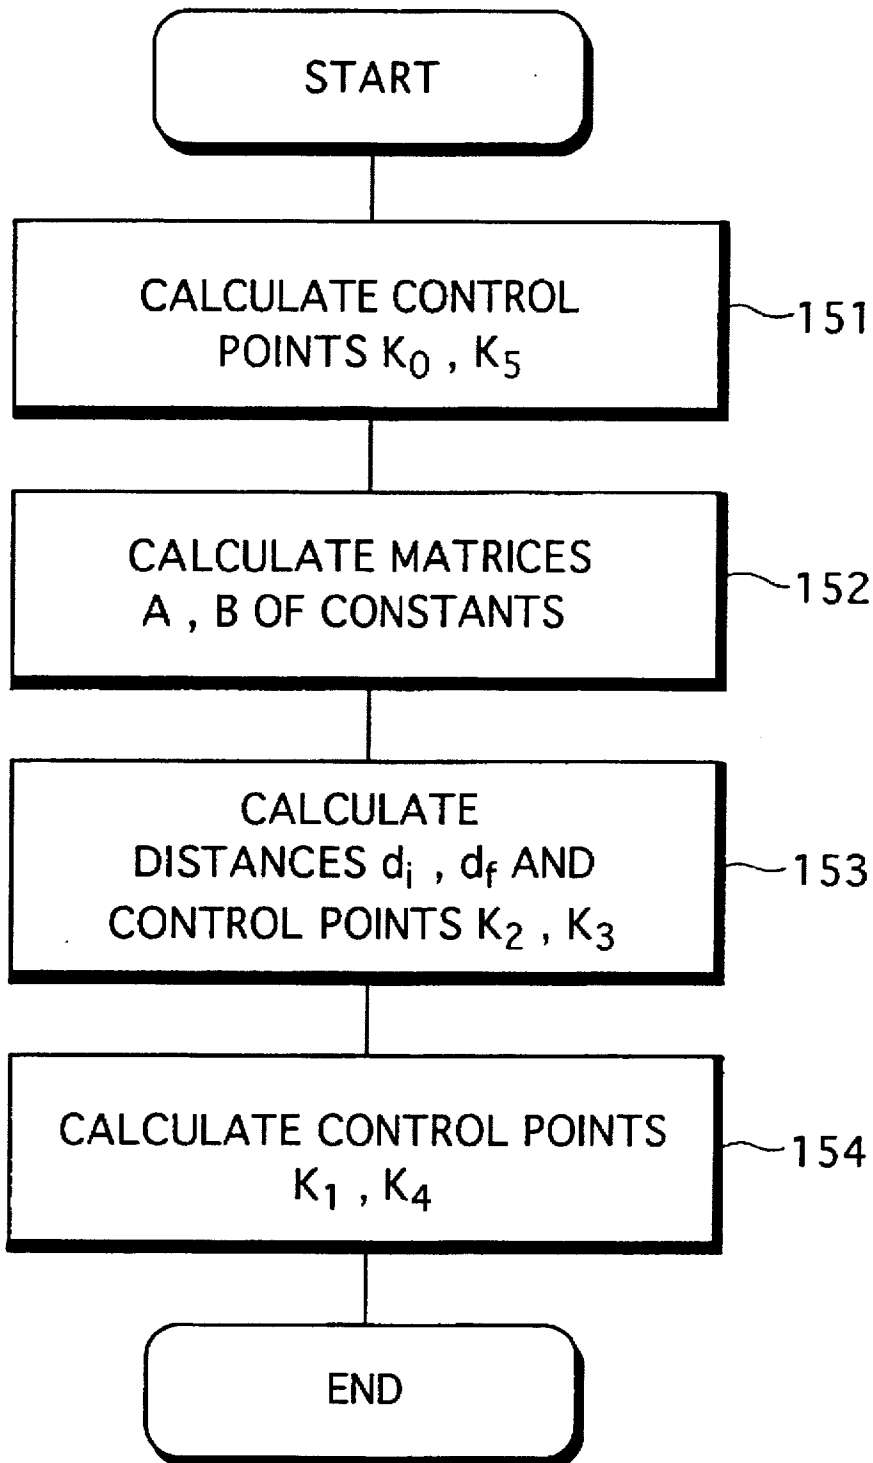 START
CALCULATE CONTROL
POINTS K₀ , K₅
151
CALCULATE MATRICES
A , B OF CONSTANTS
152
CALCULATE
DISTANCES dᵢ , d_f AND
CONTROL POINTS K₂ , K₃
153
CALCULATE CONTROL POINTS
K₁ , K₄
154
END